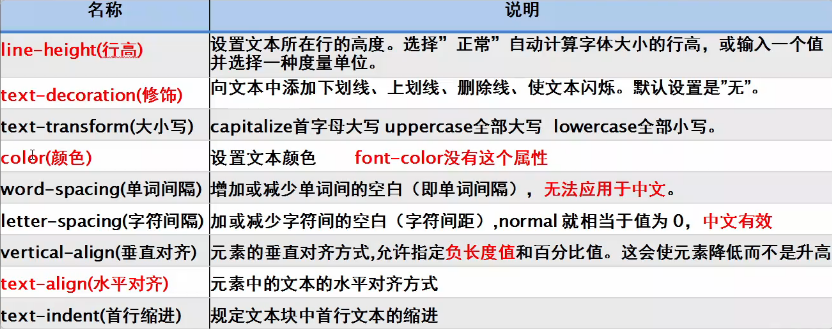 名称 说明
line-height(行高) 设置文本所在行的高度。选择”正常”自动计算字体大小的行高，或输入一个值
并选择一种度量单位。
text-decoration(修饰) 向文本中添加下划线、上划线、删除线、使文本闪烁。默认设置是”无”。
text-transform(大小写) capitalize首字母大写 uppercase全部大写 lowercase全部小写。
color(颜色) 设置文本颜色 font-color没有这个属性
word-spacing(单词间隔) 增加或减少单词间的空白（即单词间隔），无法应用于中文。
letter-spacing(字符间隔) 加或减少字符间的空白（字符间距）,normal 就相当于值为 0，中文有效
vertical-align(垂直对齐) 元素的垂直对齐方式,允许指定负长度值和百分比值。这会使元素降低而不是升高
text-align(水平对齐) 元素中的文本的水平对齐方式
text-indent(首行缩进) 规定文本块中首行文本的缩进